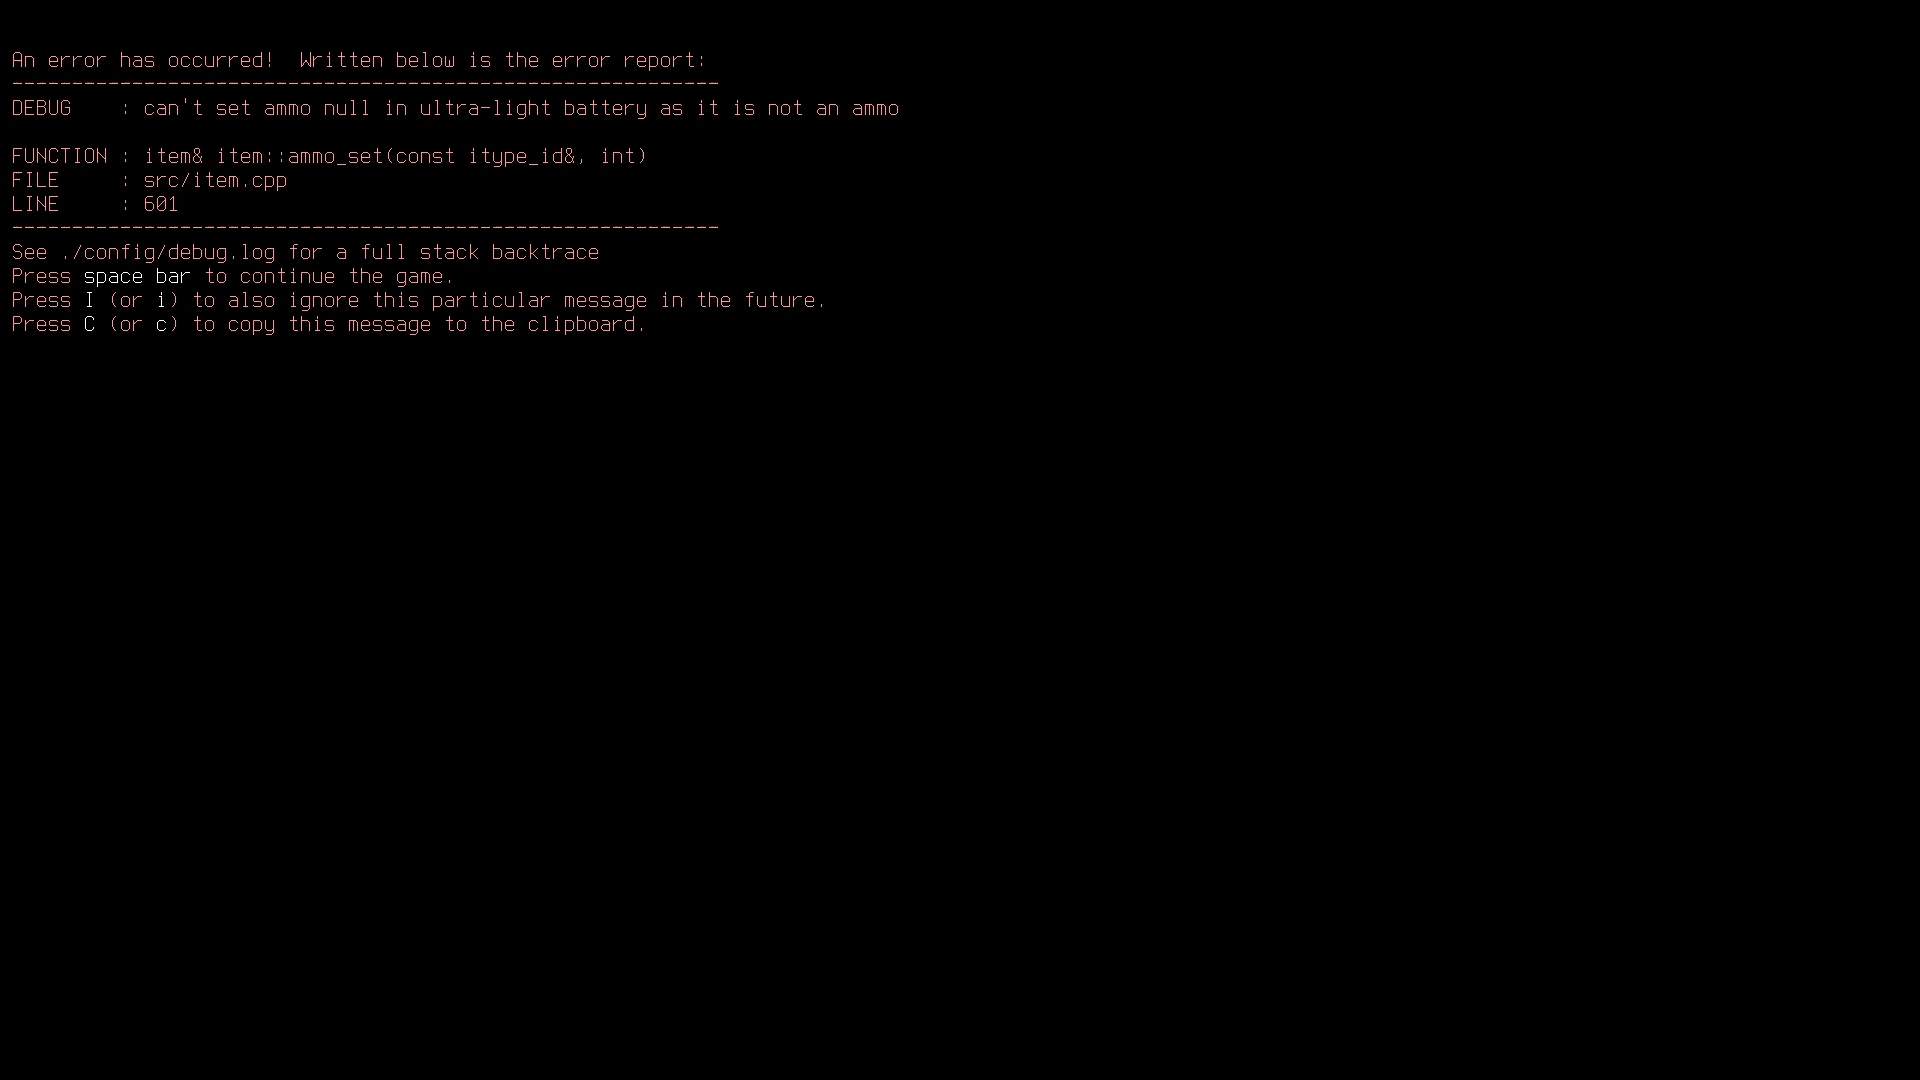 An error has occurred!  Written below is the error report:
-----------------------------------------------------------
DEBUG    : can't set ammo null in ultra-light battery as it is not an ammo
FUNCTION : item& item::ammo_set(const itype_id&, int)
FILE     : src/item.cpp
LINE     : 601
-----------------------------------------------------------
See ./config/debug.log for a full stack backtrace
Press space bar to continue the game.
Press I (or i) to also ignore this particular message in the future.
Press C (or c) to copy this message to the clipboard.